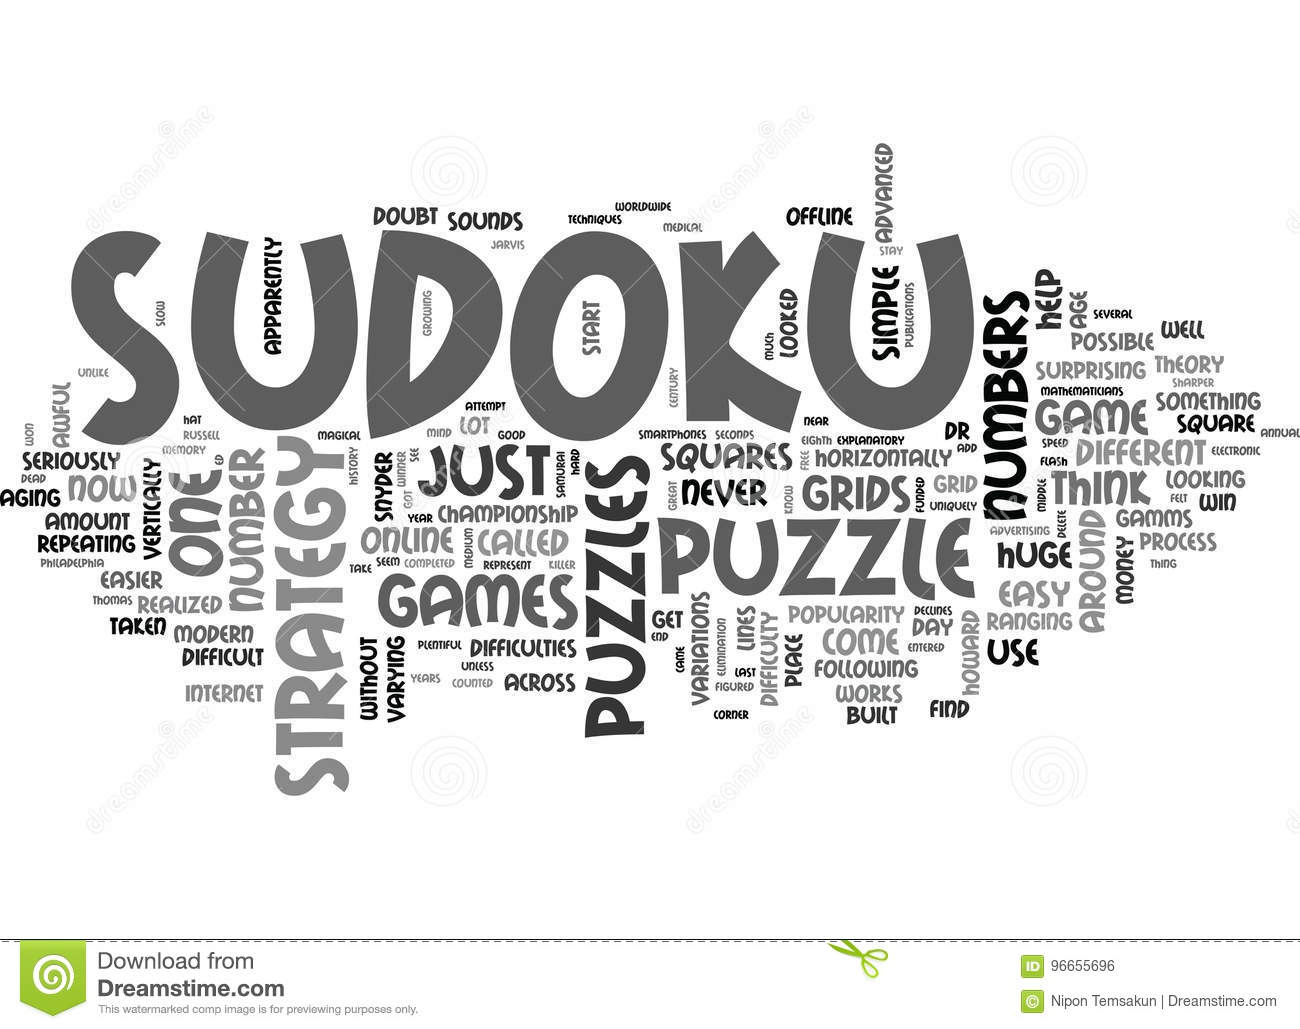 ADVANCED
WORLDWIDE
DOUBT
SOUNDS
TECHNIQUES
MEDICAL
OFFLINE
JARVIS
STAY
SUDOKU
APPARENTLY
SLOW
GROWING
START
MUCH
LOOKED
SIMPLE
PUBLICATIONS
NUMBERS
HELP
AGE
SEVERAL
POSSIBLE
WELL
SURPRISING
THEORY
SHARPER
UNLIKE
CENTURY
MATHEMATICIANS
SOMETHING
AWFUL
HAT
ATTEMPT
NEAR
GAME
SQUARE
ANNUAL
WON
RUSSELL
MAGICAL
MIND
LOT
GOOD
SMARTPHONES
SECONDS
EIGHTH
EXPLANATORY
DR
ADD
SPEED
DIFFERENT
ELECTRONIC
MEMORY
ED
SERIOUSLY
HISTORY
SEE
WINNER
GOT
SNYDER
JUST
SAMURAI
HARD
PUZZLES
SQUARES
FREE
HORIZONTALLY
FLASH
DEAD
NOW
VERTICALLY
ONE
NUMBER
STRATEGY
GREAT
NEVER
KNOW
GRIDS
FUNDED
GRID
MIDDLE
THINK
LOOKING
AGING
UNIQUELY
FELT
WIN
AMOUNT
YEAR
CHAMPIONSHIP
DELETE
GAMMS
REPEATING
ONLINE
CALLED
PUZZLE
ADVERTISING
AROUND
MONEY
PROCESS
PHILADELPHIA
TAKE
SEEM
COMPLETED
MEDIUM
REPRESENT
KILLER
HUGE
THING
EASIER
GAMES
EASY
THOMAS
REALIZED
GET
VARIATIONS
LINES
DIFFICULTY
POPULARITY
DECLINES
RANGING
TAKEN
MODERN
END
ELIMINATION
PLACE
COME
DAY
DIFFICULT
WITHOUT
VARYING
PLENTIFUL
DIFFICULTIES
CAME
ENTERED
HOWARD
USE
UNLESS
LAST
FOLLOWING
INTERNET
YEARS
COUNTED
ACROSS
FIGURED
WORKS
CORNER
BUILT
FIND
dreamstime
Download from
Dreamstime.com
This watermarked comp image is for previewing purposes only.
ID 96655696
© Nipon Temsakun | Dreamstime.com